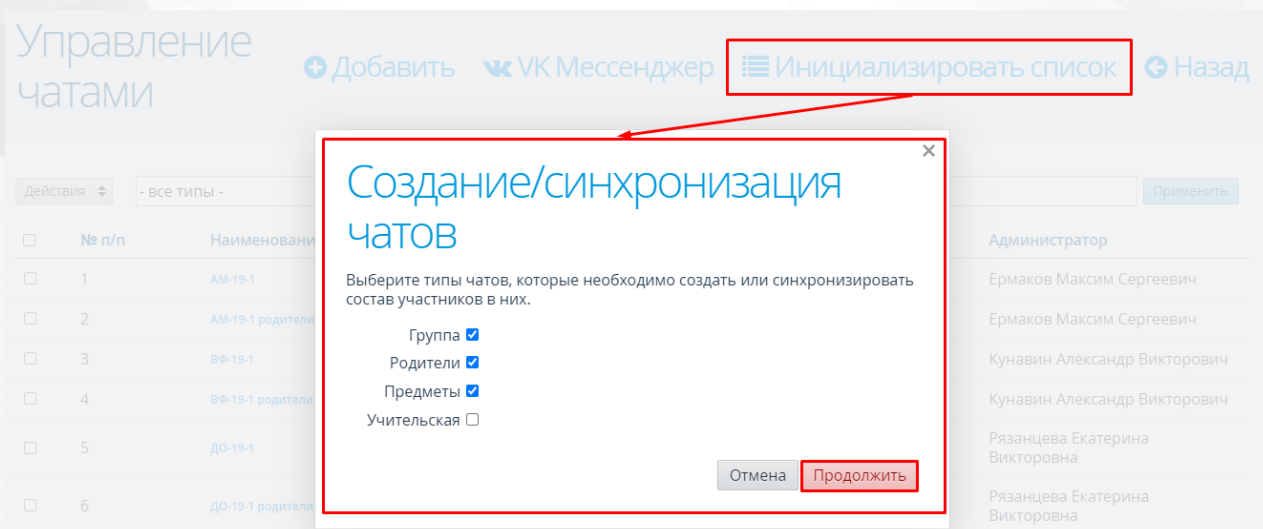 Управление
чатами
Добавить VK Мессенджер Инициализировать список Назад
Действия - все типы - Применить
×
Создание/синхронизация
чатов
Выберите типы чатов, которые необходимо создать или синхронизировать
состав участников в них.
Группа
Родители
Предметы
Учительская
Отмена Продолжить
№ п/п Наименовани Администратор
1 АМ-19-1 Ермаков Максим Сергеевич
2 АМ-19-1 родители Ермаков Максим Сергеевич
3 ВФ-19-1 Кунавин Александр Викторович
4 ВФ-19-1 родители Кунавин Александр Викторович
5 ДО-19-1 Рязанцева Екатерина
Викторовна
6 ДО-19-1 родители Рязанцева Екатерина
Викторовна